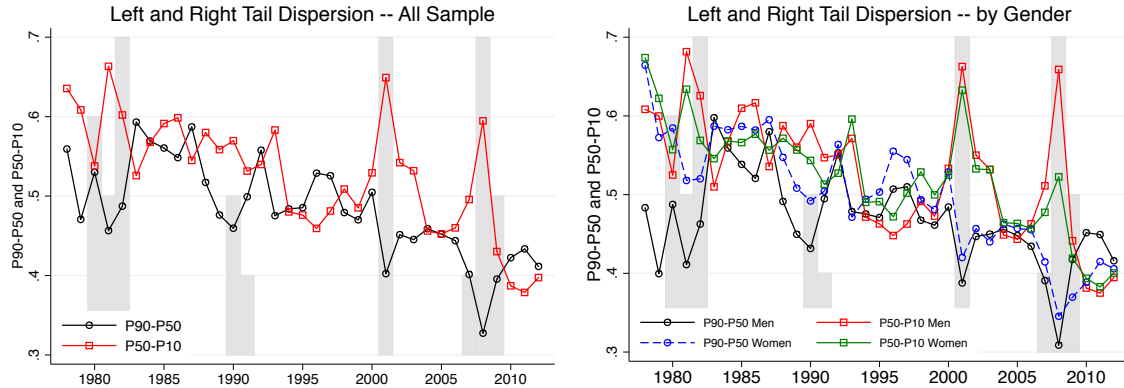 Left and Right Tail Dispersion -- All Sample
P90-P50 and P50-P10
.7
.6
.5
.4
.3
P90-P50
P50-P10
1980
1985
1990
1995
2000
2005
2010
Left and Right Tail Dispersion -- by Gender
P90-P50 and P50-P10
.7
.6
.5
.4
.3
P90-P50 Men
P50-P10 Men
P90-P50 Women
P50-P10 Women
1980
1985
1990
1995
2000
2005
2010